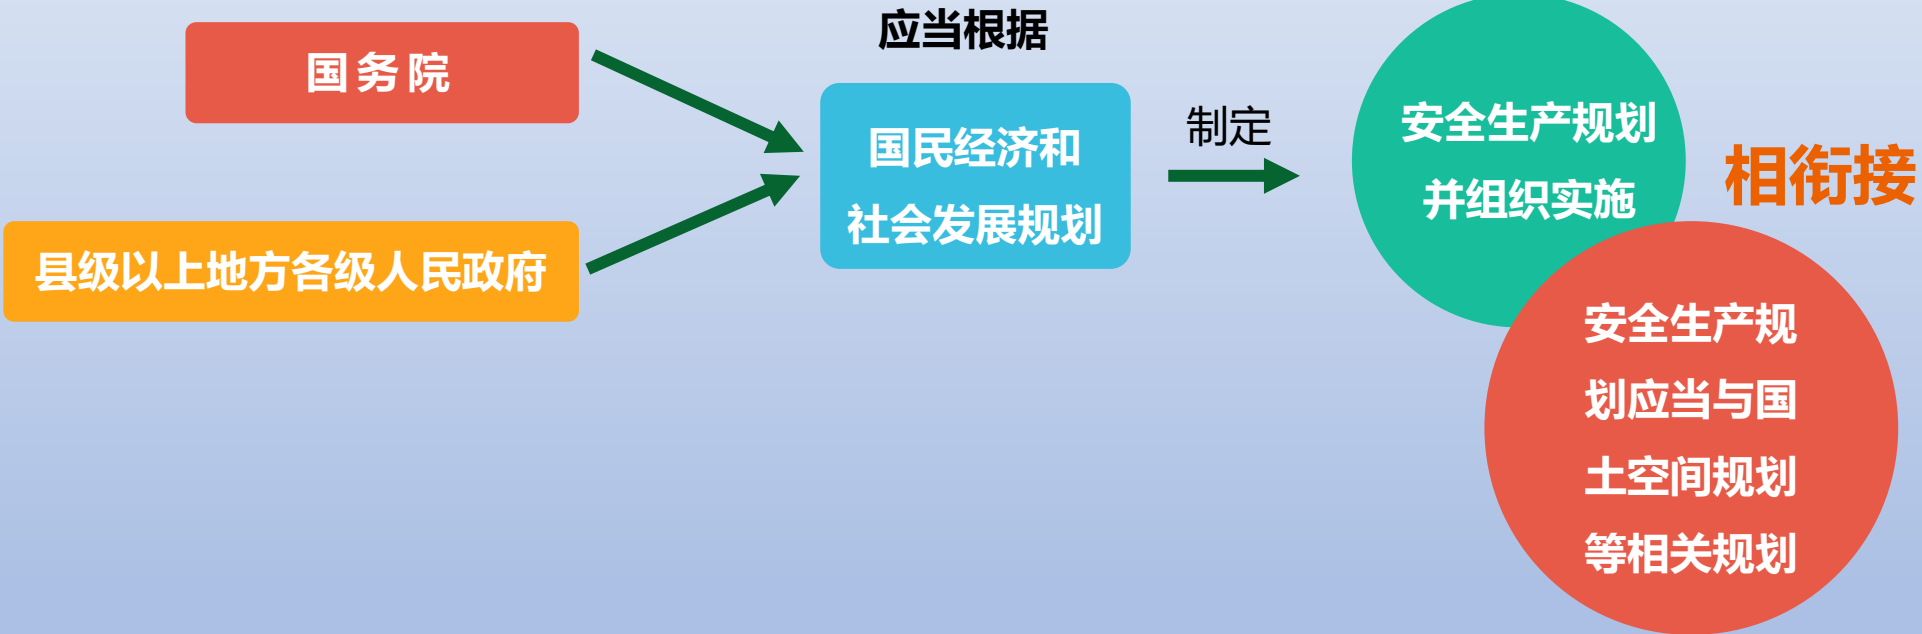 国务院
县级以上地方各级人民政府
应当根据
国民经济和
社会发展规划
制定
安全生产规划
并组织实施
相衔接
安全生产规
划应当与国
土空间规划
等相关规划